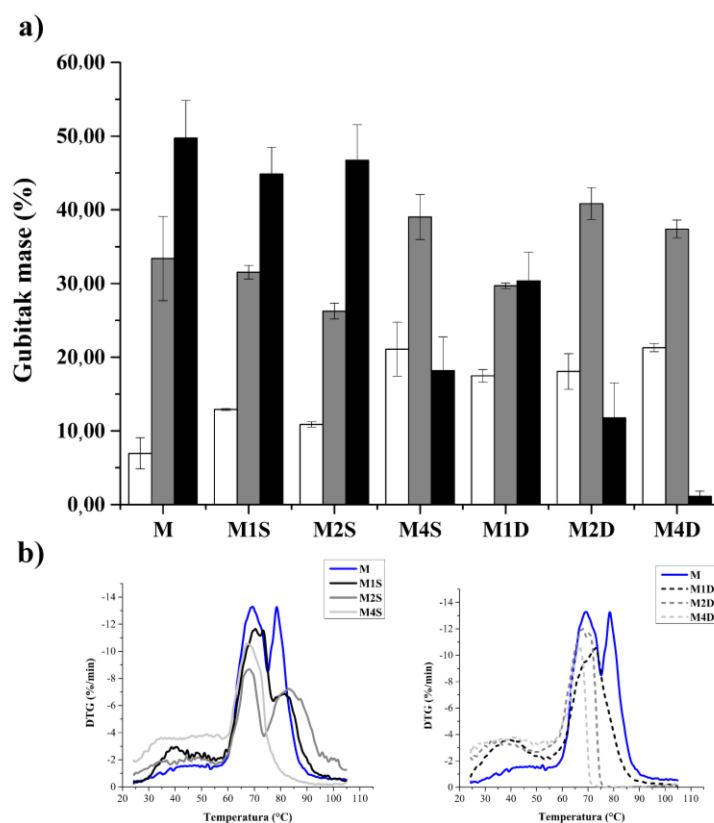 a)
60,00
50,00
40,00
30,00
20,00
10,00
0,00
Gubitak mase (%)
M M1S M2S M4S M1D M2D M4D
b)
M
M1S
M2S
M4S
-14
-12
-10
-8
-6
-4
-2
0
DTG (%/min)
20 30 40 50 60 70 80 90 100 110
Temperatura (°C)
M
M1D
M2D
M4D
-14
-12
-10
-8
-6
-4
-2
0
DTG (%/min)
20 30 40 50 60 70 80 90 100 110
Temperatura (°C)